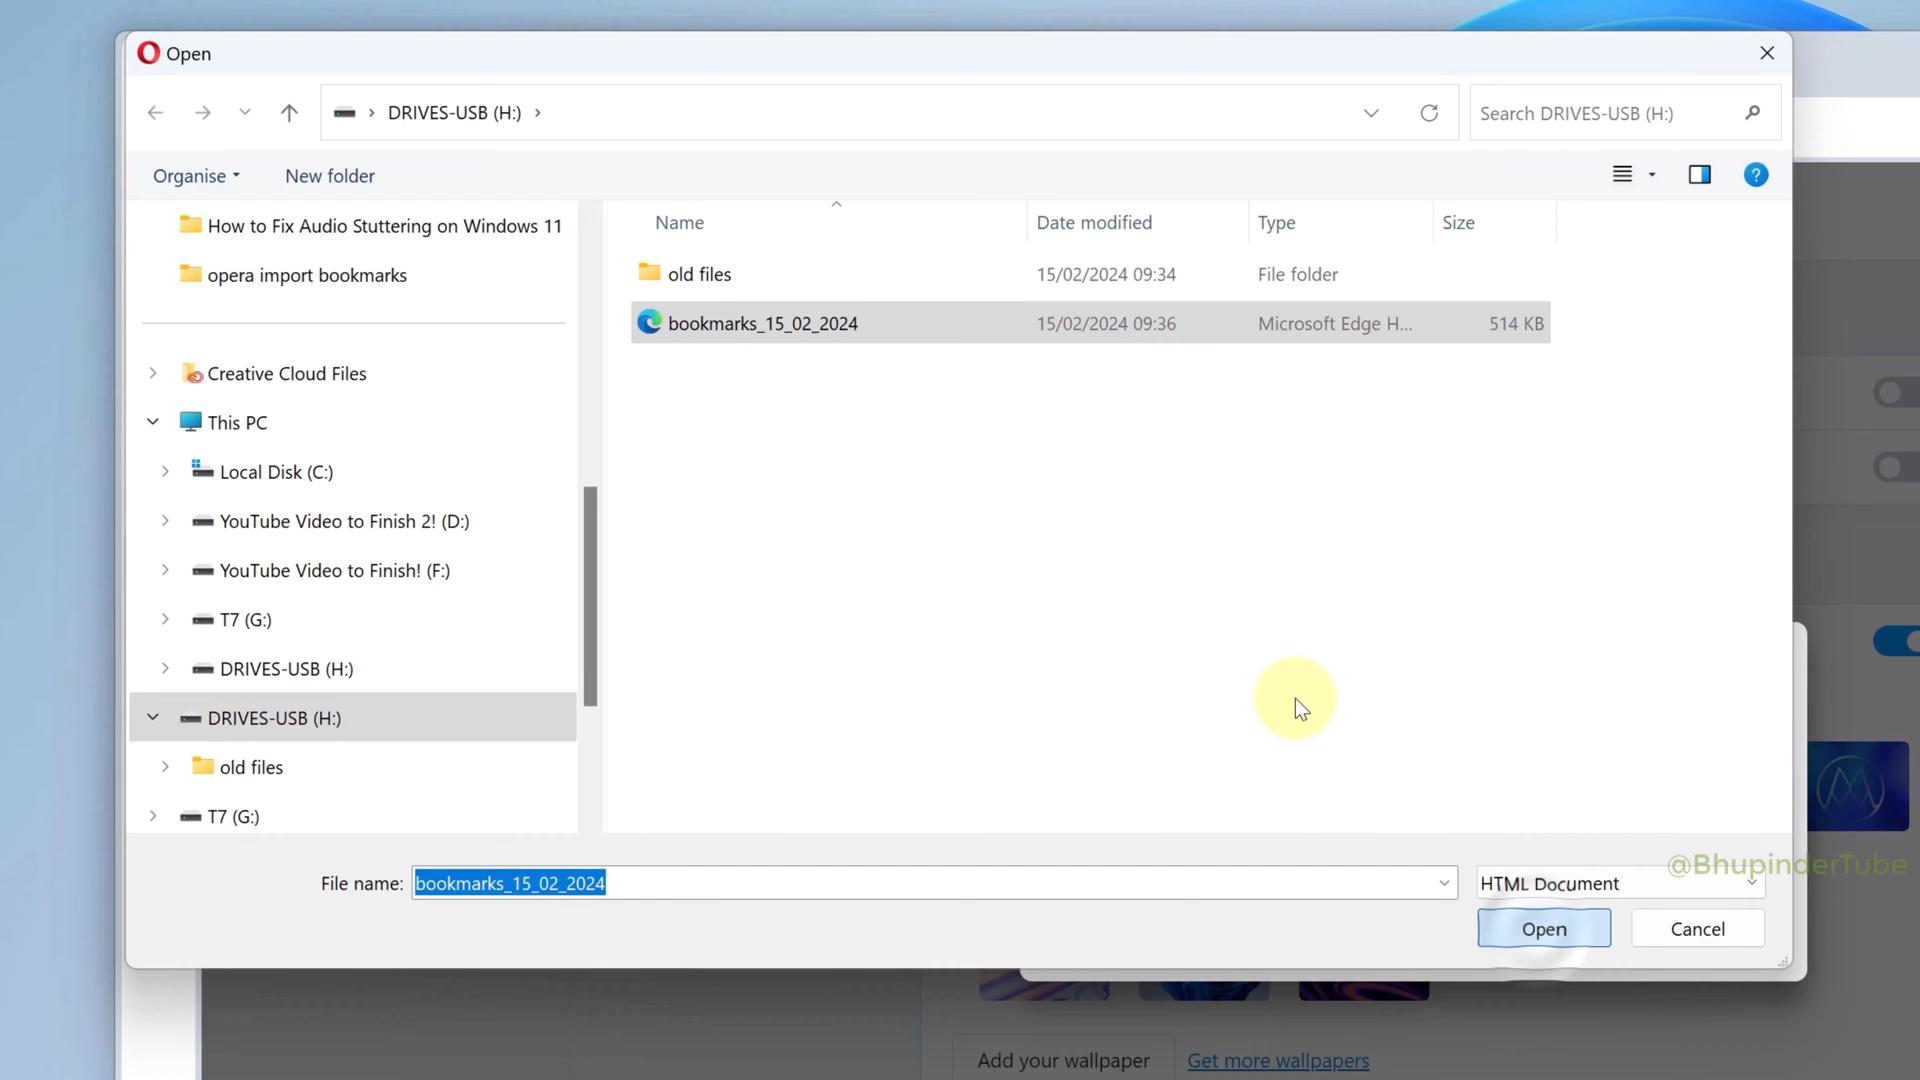 Open
DRIVES-USB (H:)
Search DRIVES-USB (H:)
Organise
New folder
?
How to Fix Audio Stuttering on Windows 11
opera import bookmarks
Creative Cloud Files
This PC
Local Disk (C:)
YouTube Video to Finish 2! (D:)
YouTube Video to Finish! (F:)
T7 (G:)
DRIVES-USB (H:)
DRIVES-USB (H:)
old files
T7 (G:)
Name Date modified Type Size
old files 15/02/2024 09:34 File folder
bookmarks_15_02_2024 15/02/2024 09:36 Microsoft Edge H... 514 KB
@BhupinderTube
File name: bookmarks_15_02_2024 HTML Document
Open Cancel
Add your wallpaper Get more wallpapers